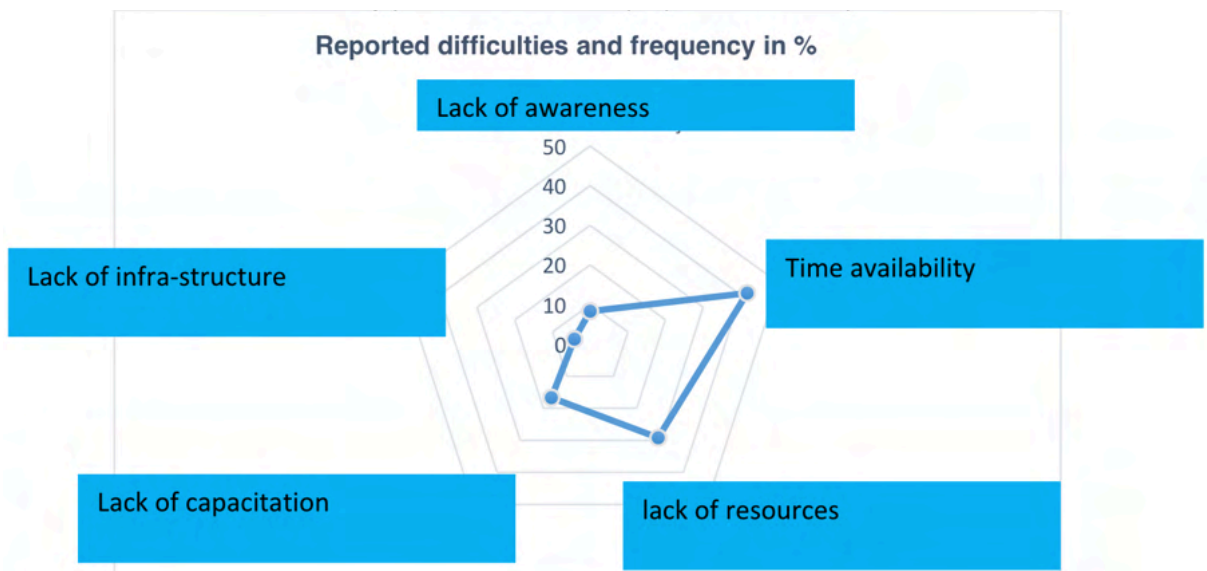 Reported difficulties and frequency in %
Lack of awareness
50
40
30
20
10
0
Time availability
Lack of infra-structure
Lack of capacitation
lack of resources